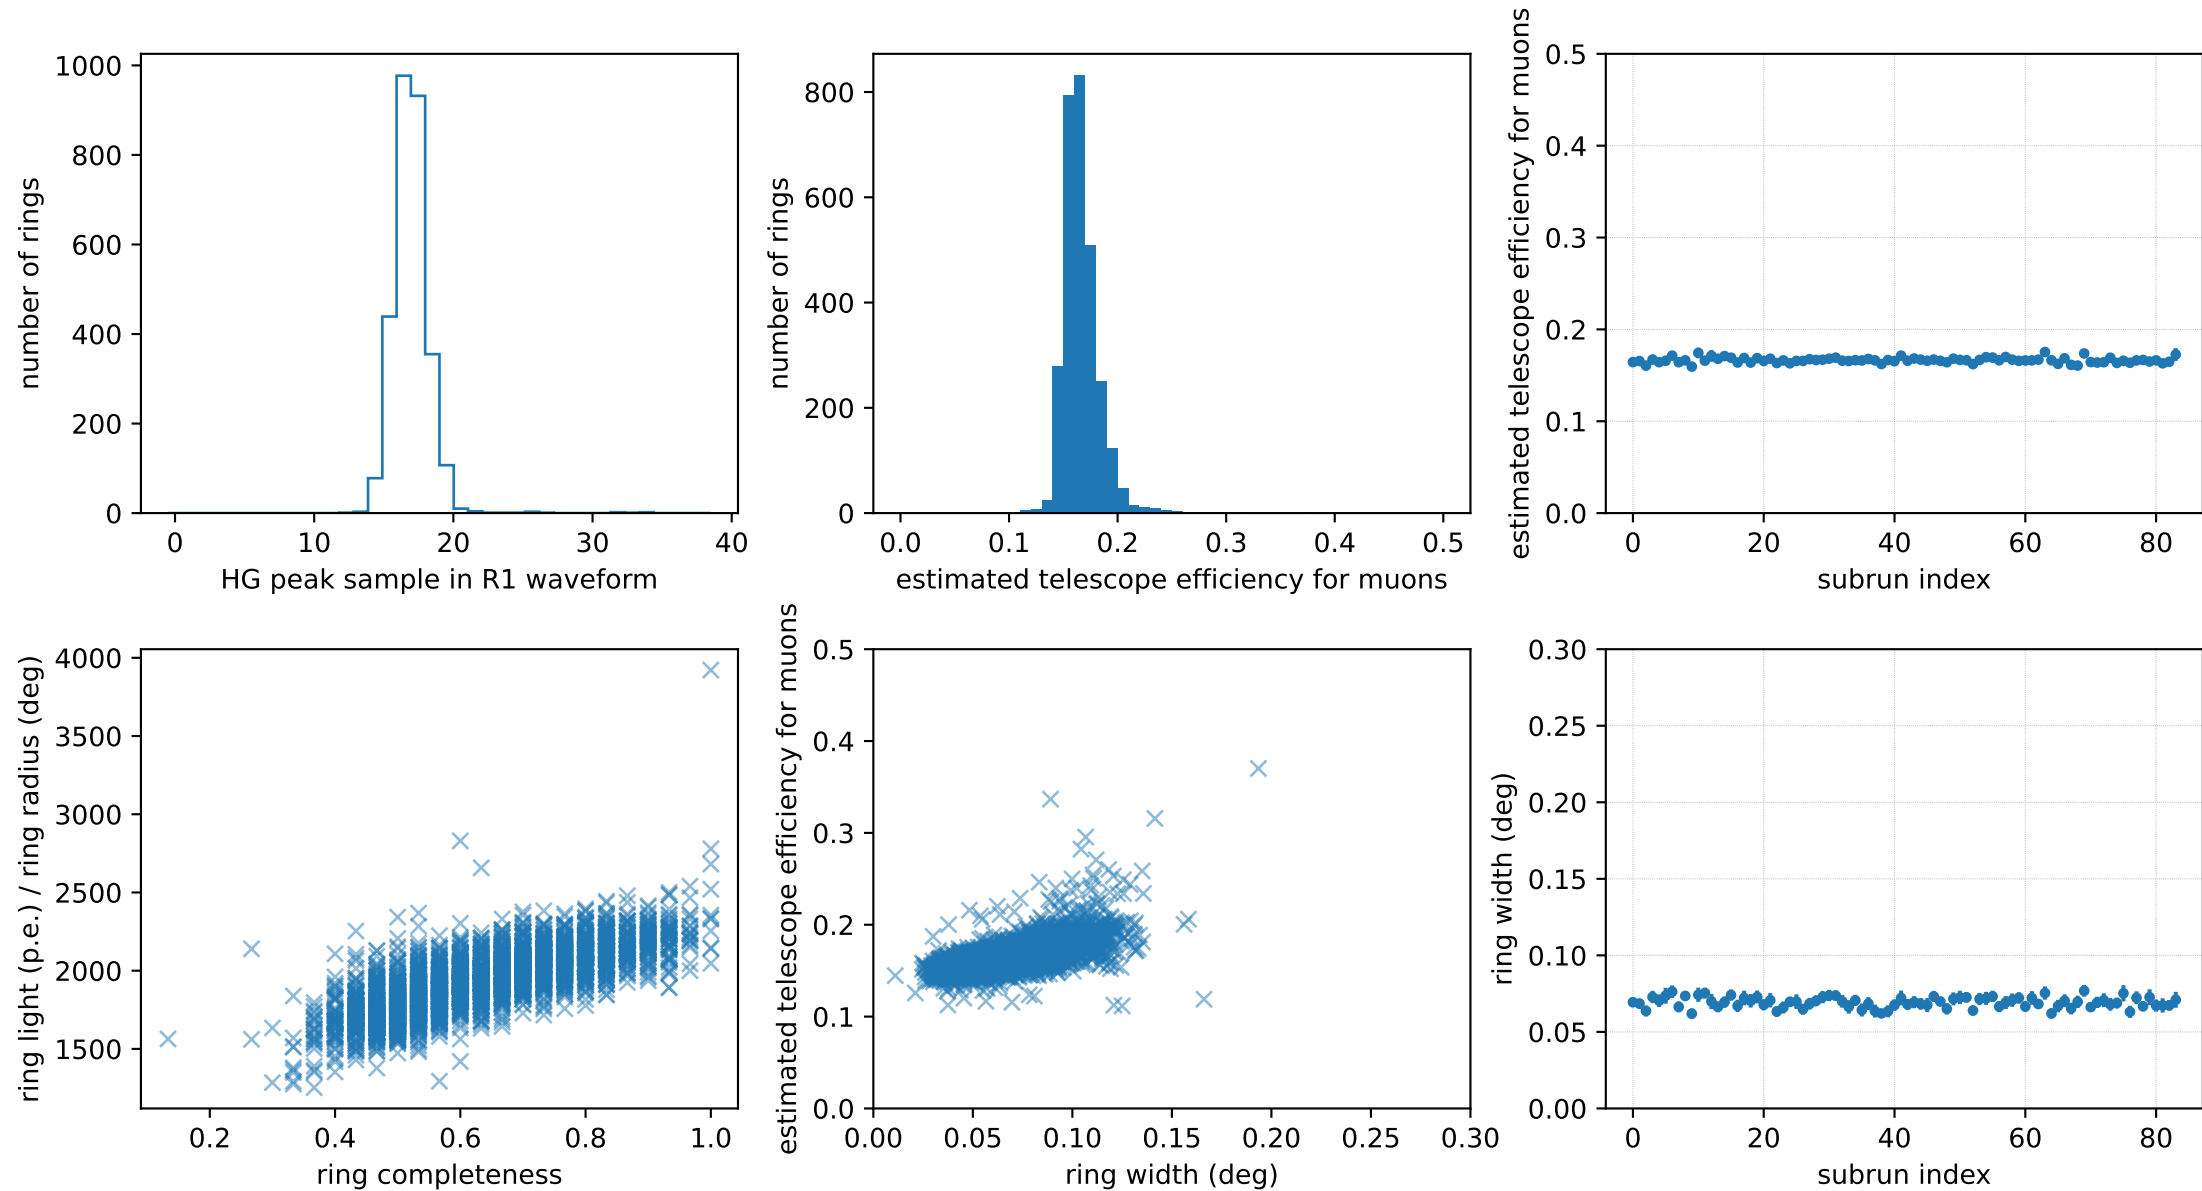 1000
800
600
400
200
0
number of rings
0 10 20 30 40
HG peak sample in R1 waveform
800
600
400
200
0
number of rings
0.0 0.1 0.2 0.3 0.4 0.5
estimated telescope efficiency for muons
0.5
0.4
0.3
0.2
0.1
0.0
estimated telescope efficiency for muons
0 20 40 60 80
subrun index
4000
3500
3000
2500
2000
1500
ring light (p.e.) / ring radius (deg)
0.2 0.4 0.6 0.8 1.0
ring completeness
0.5
0.4
0.3
0.2
0.1
0.0
estimated telescope efficiency for muons
0.00 0.05 0.10 0.15 0.20 0.25 0.30
ring width (deg)
0.30
0.25
0.20
0.15
0.10
0.05
0.00
ring width (deg)
0 20 40 60 80
subrun index